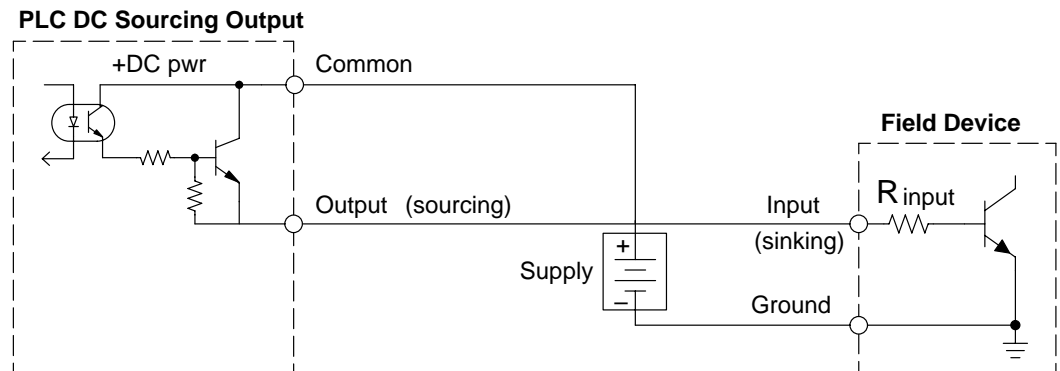 PLC DC Sourcing Output
+DC pwr
Common
Field Device
Output (sourcing)
Input
(sinking)
R input
+
Supply
–
Ground